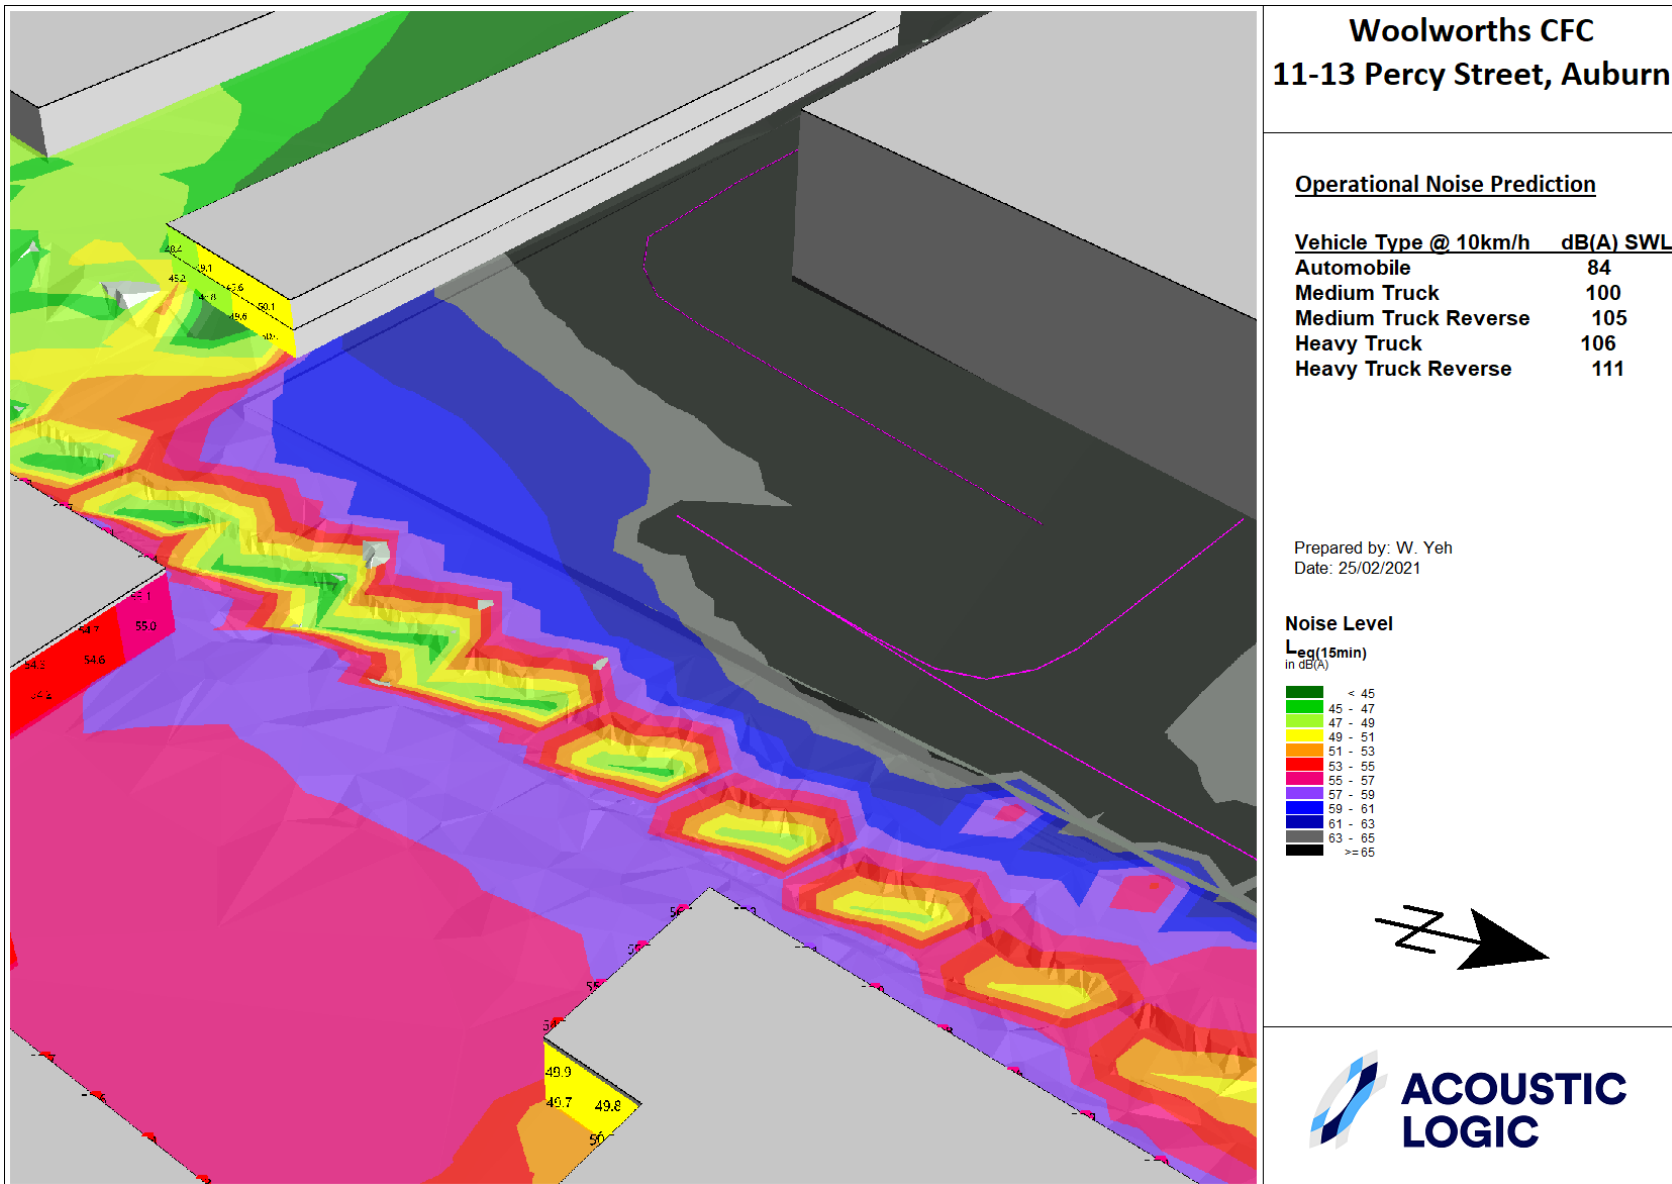 Woolworths CFC
11-13 Percy Street, Auburn
Operational Noise Prediction
Vehicle Type @ 10km/h dB(A) SWL
Automobile 84
Medium Truck 100
Medium Truck Reverse 105
Heavy Truck 106
Heavy Truck Reverse 111
Prepared by: W. Yeh
Date: 25/02/2021
Noise Level
Leq(15min)
in dB(A)
< 45
45 - 47
47 - 49
49 - 51
51 - 53
53 - 55
55 - 57
57 - 59
59 - 61
61 - 63
63 - 65
>= 65
ACOUSTIC
LOGIC
50.1
49.6
55.0
54.6
49.9
49.7
49.8